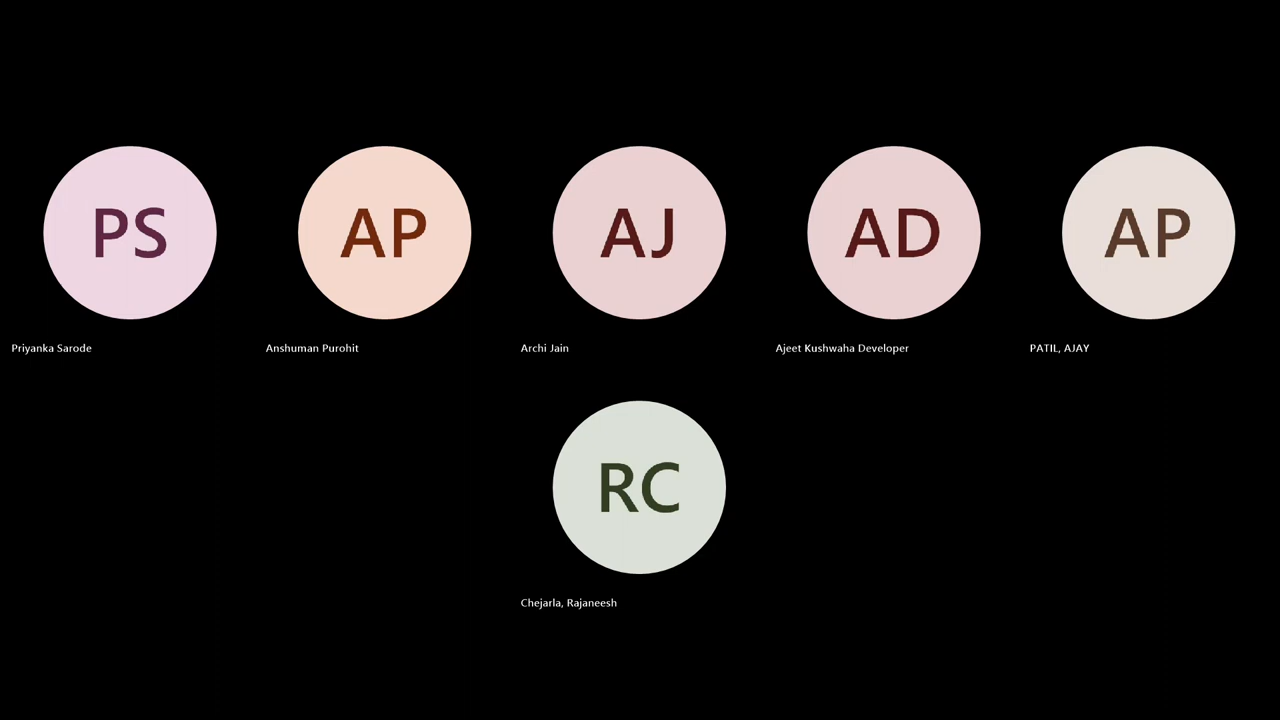 PS
AP
AJ
AD
AP
Priyanka Sarode
Anshuman Purohit
Archi Jain
Ajeet Kushwaha Developer
PATIL, AJAY
RC
Chejarla, Rajaneesh